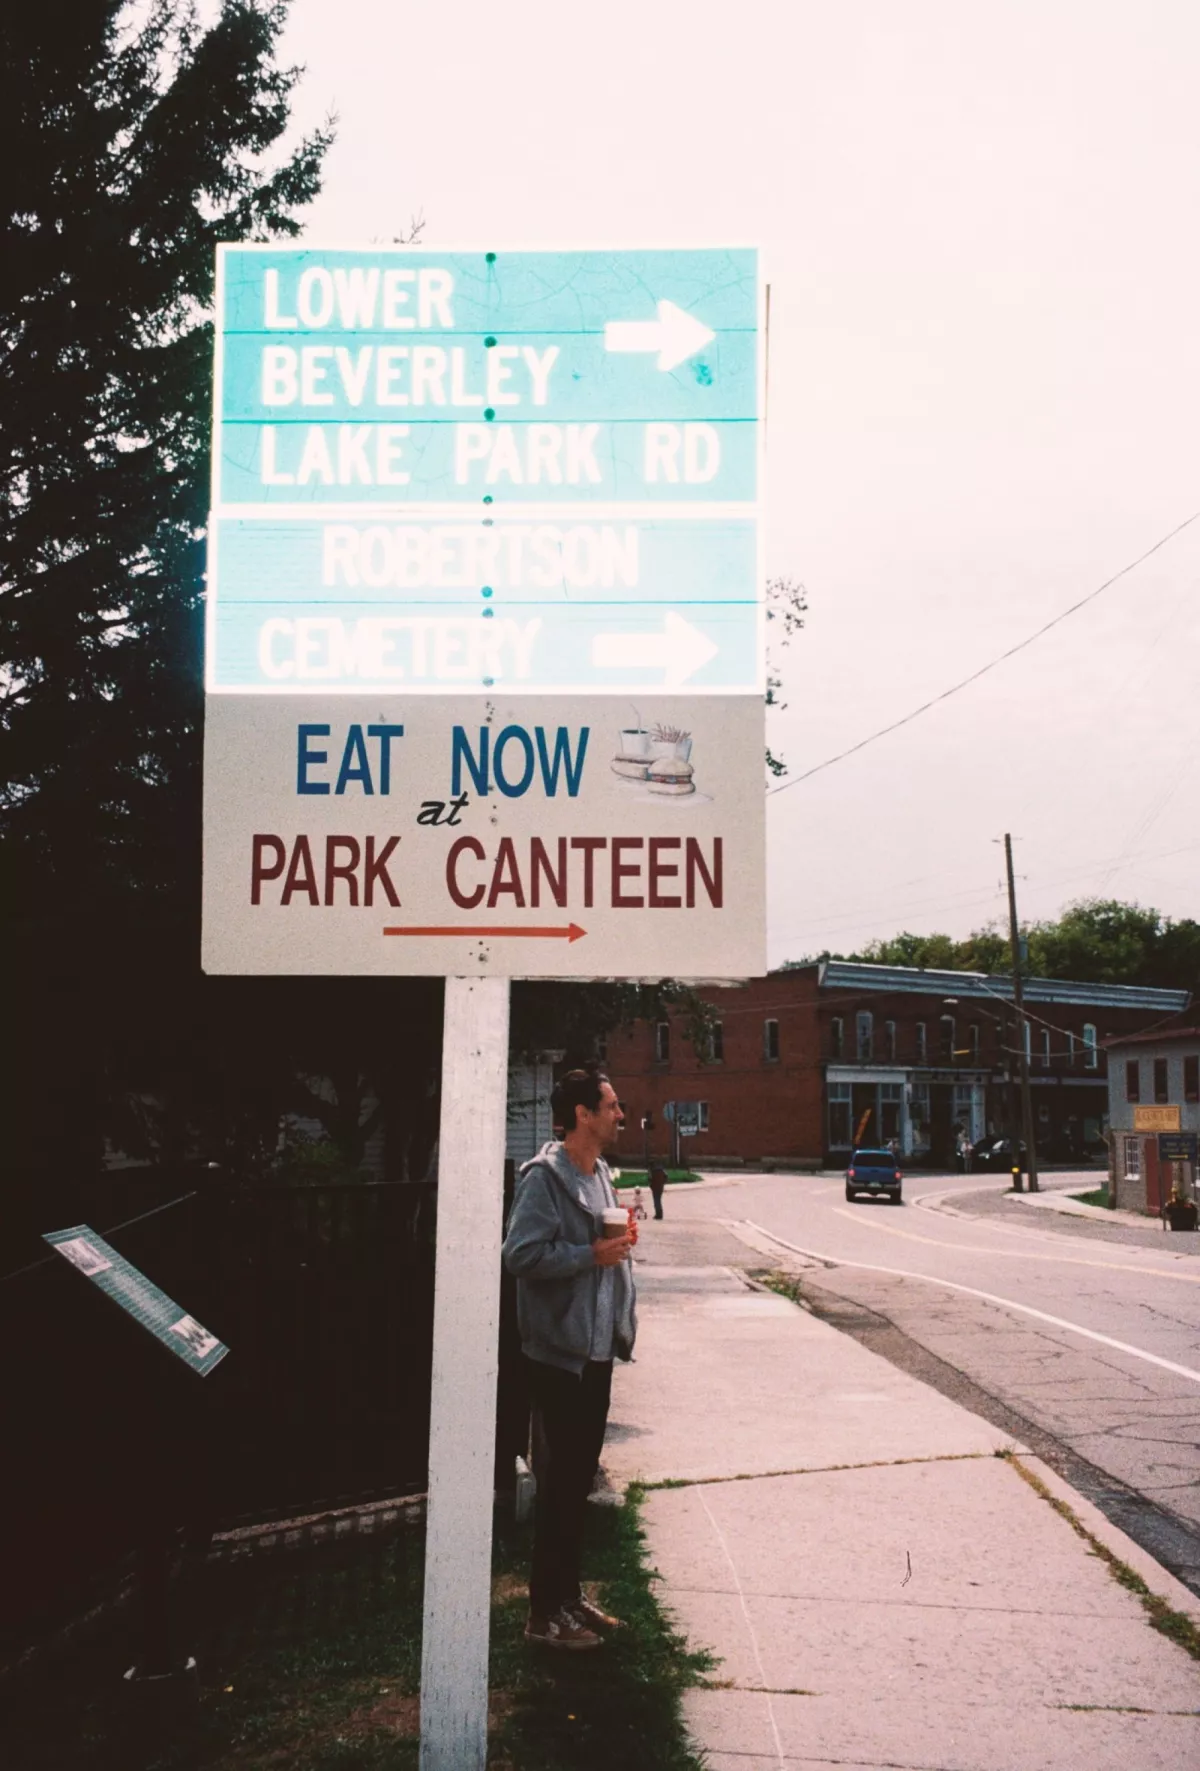 LOWER
BEVERLEY
LAKE PARK RD
ROBERTSON
CEMETERY
EAT NOW
at
PARK CANTEEN